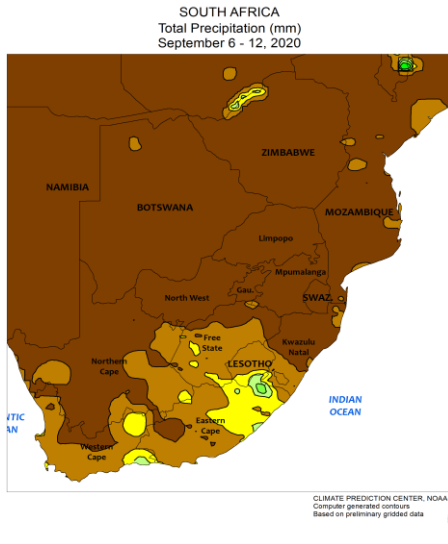 SOUTH AFRICA
Total Precipitation (mm)
September 6 - 12, 2020
ZIMBABWE
NAMIBIA
BOTSWANA
MOZAMBIQUE
Limpopo
Mpumalanga
Gau.
North West
SWAZ.
Free
State
Kwazulu
Natal
Northern
Cape
LESOTHO
INDIAN
OCEAN
NTIC
AN
Eastern
Cape
Western
Cape
CLIMATE PREDICTION CENTER, NOAA
Computer generated contours
Based on preliminary gridded data